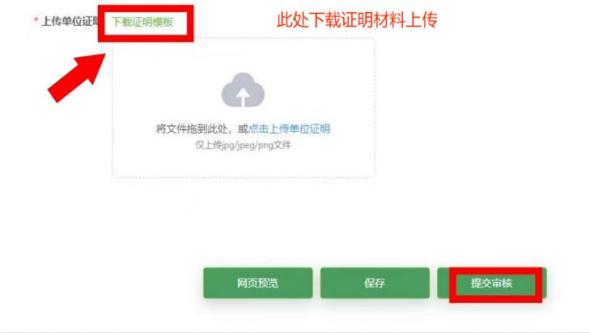 * 上传单位证明 下载证明模板 此处下载证明材料上传
将文件拖到此处，或点击上传单位证明
仅上传jpg/jpeg/png文件
网页预览 保存 提交审核